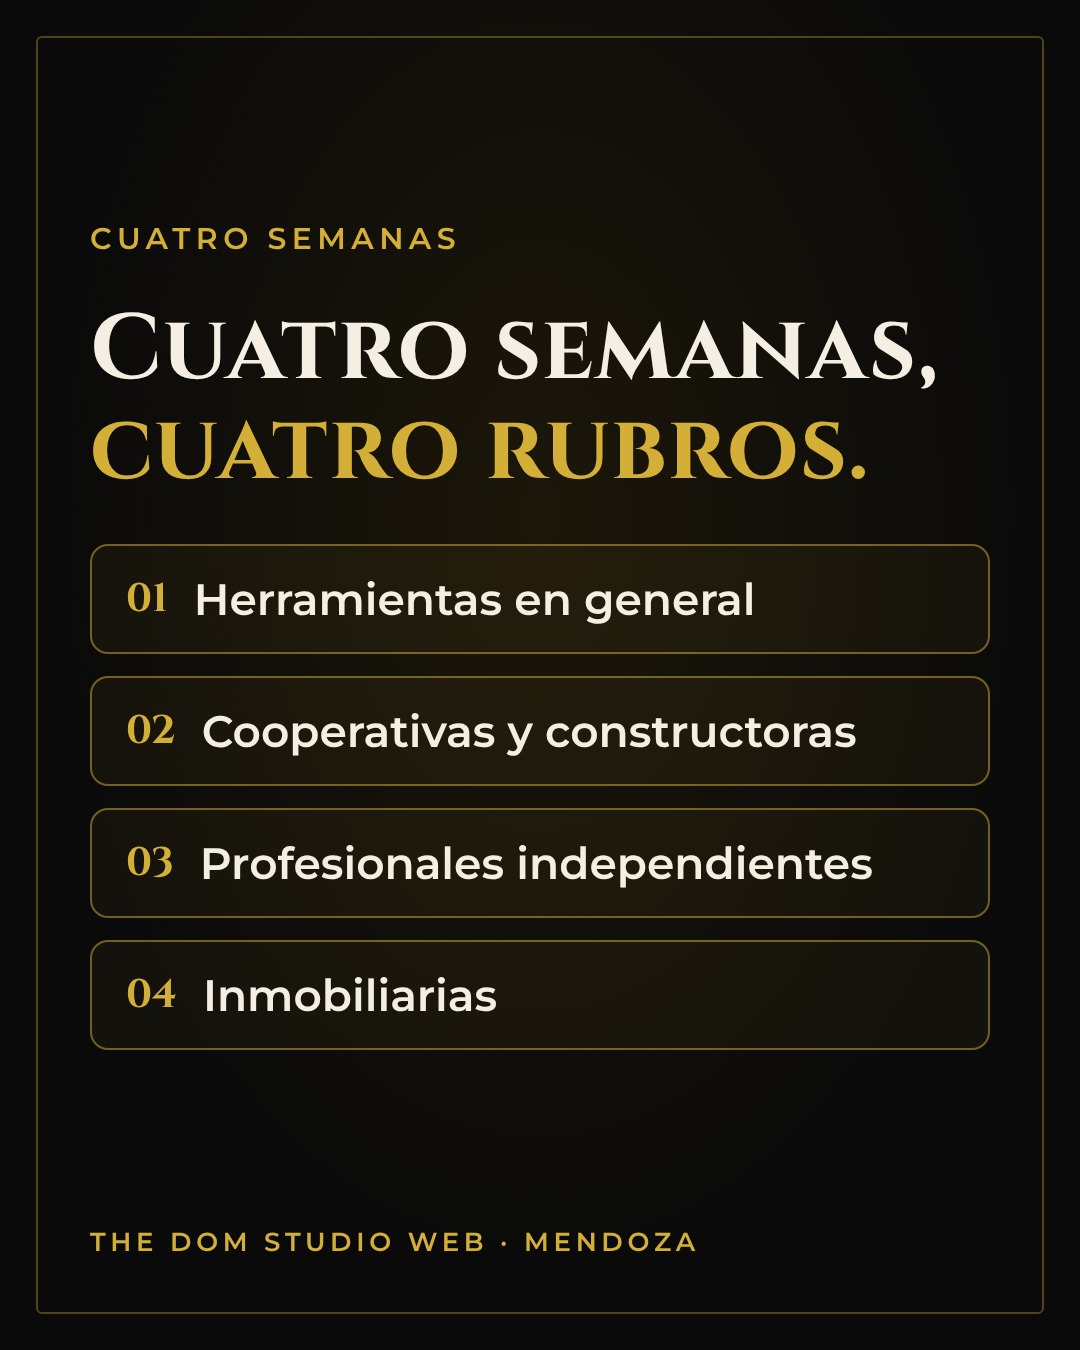 CUATRO SEMANAS
Cuatro semanas,
cuatro rubros.
01 Herramientas en general
02 Cooperativas y constructoras
03 Profesionales independientes
04 Inmobiliarias
THE DOM STUDIO WEB · MENDOZA